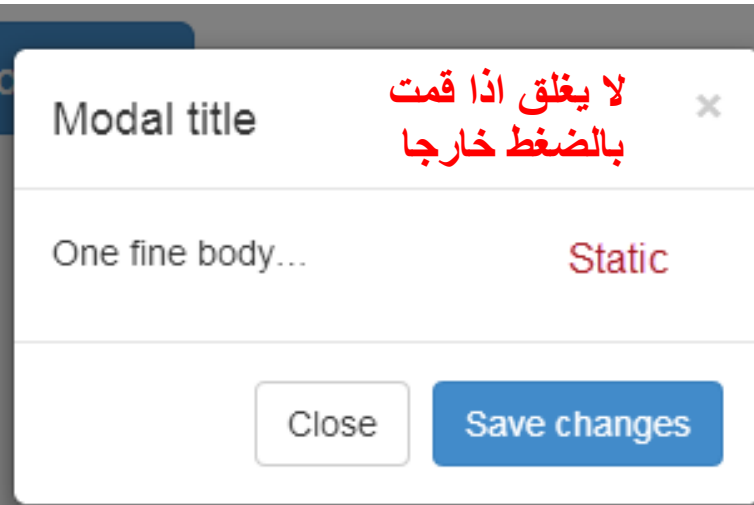 Modal title
لا يغلق اذا قمت
بالضغط خارجا
×
One fine body…
Static
Close
Save changes